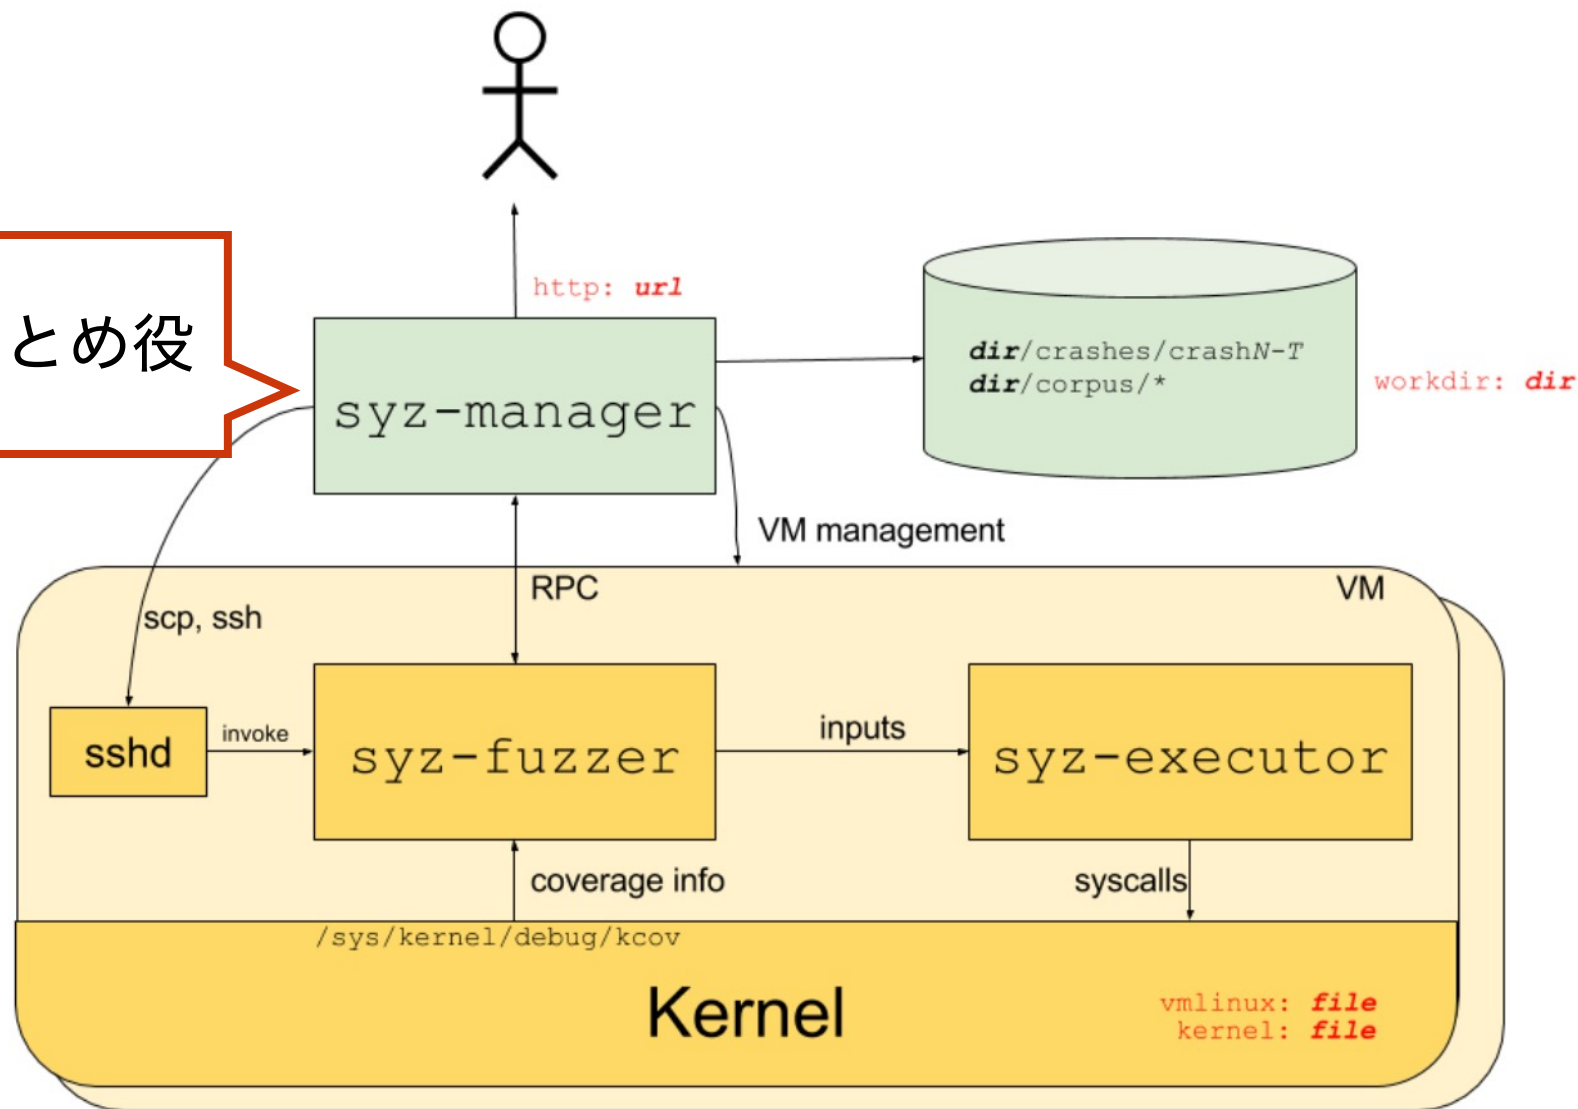 http: url
とめ役
syz-manager
dir/crashes/crashN-T
dir/corpus/*
workdir: dir
VM management
RPC
VM
scp, ssh
sshd
invoke
syz-fuzzer
inputs
syz-executor
coverage info
syscalls
/sys/kernel/debug/kcov
Kernel
vmlinux: file
kernel: file